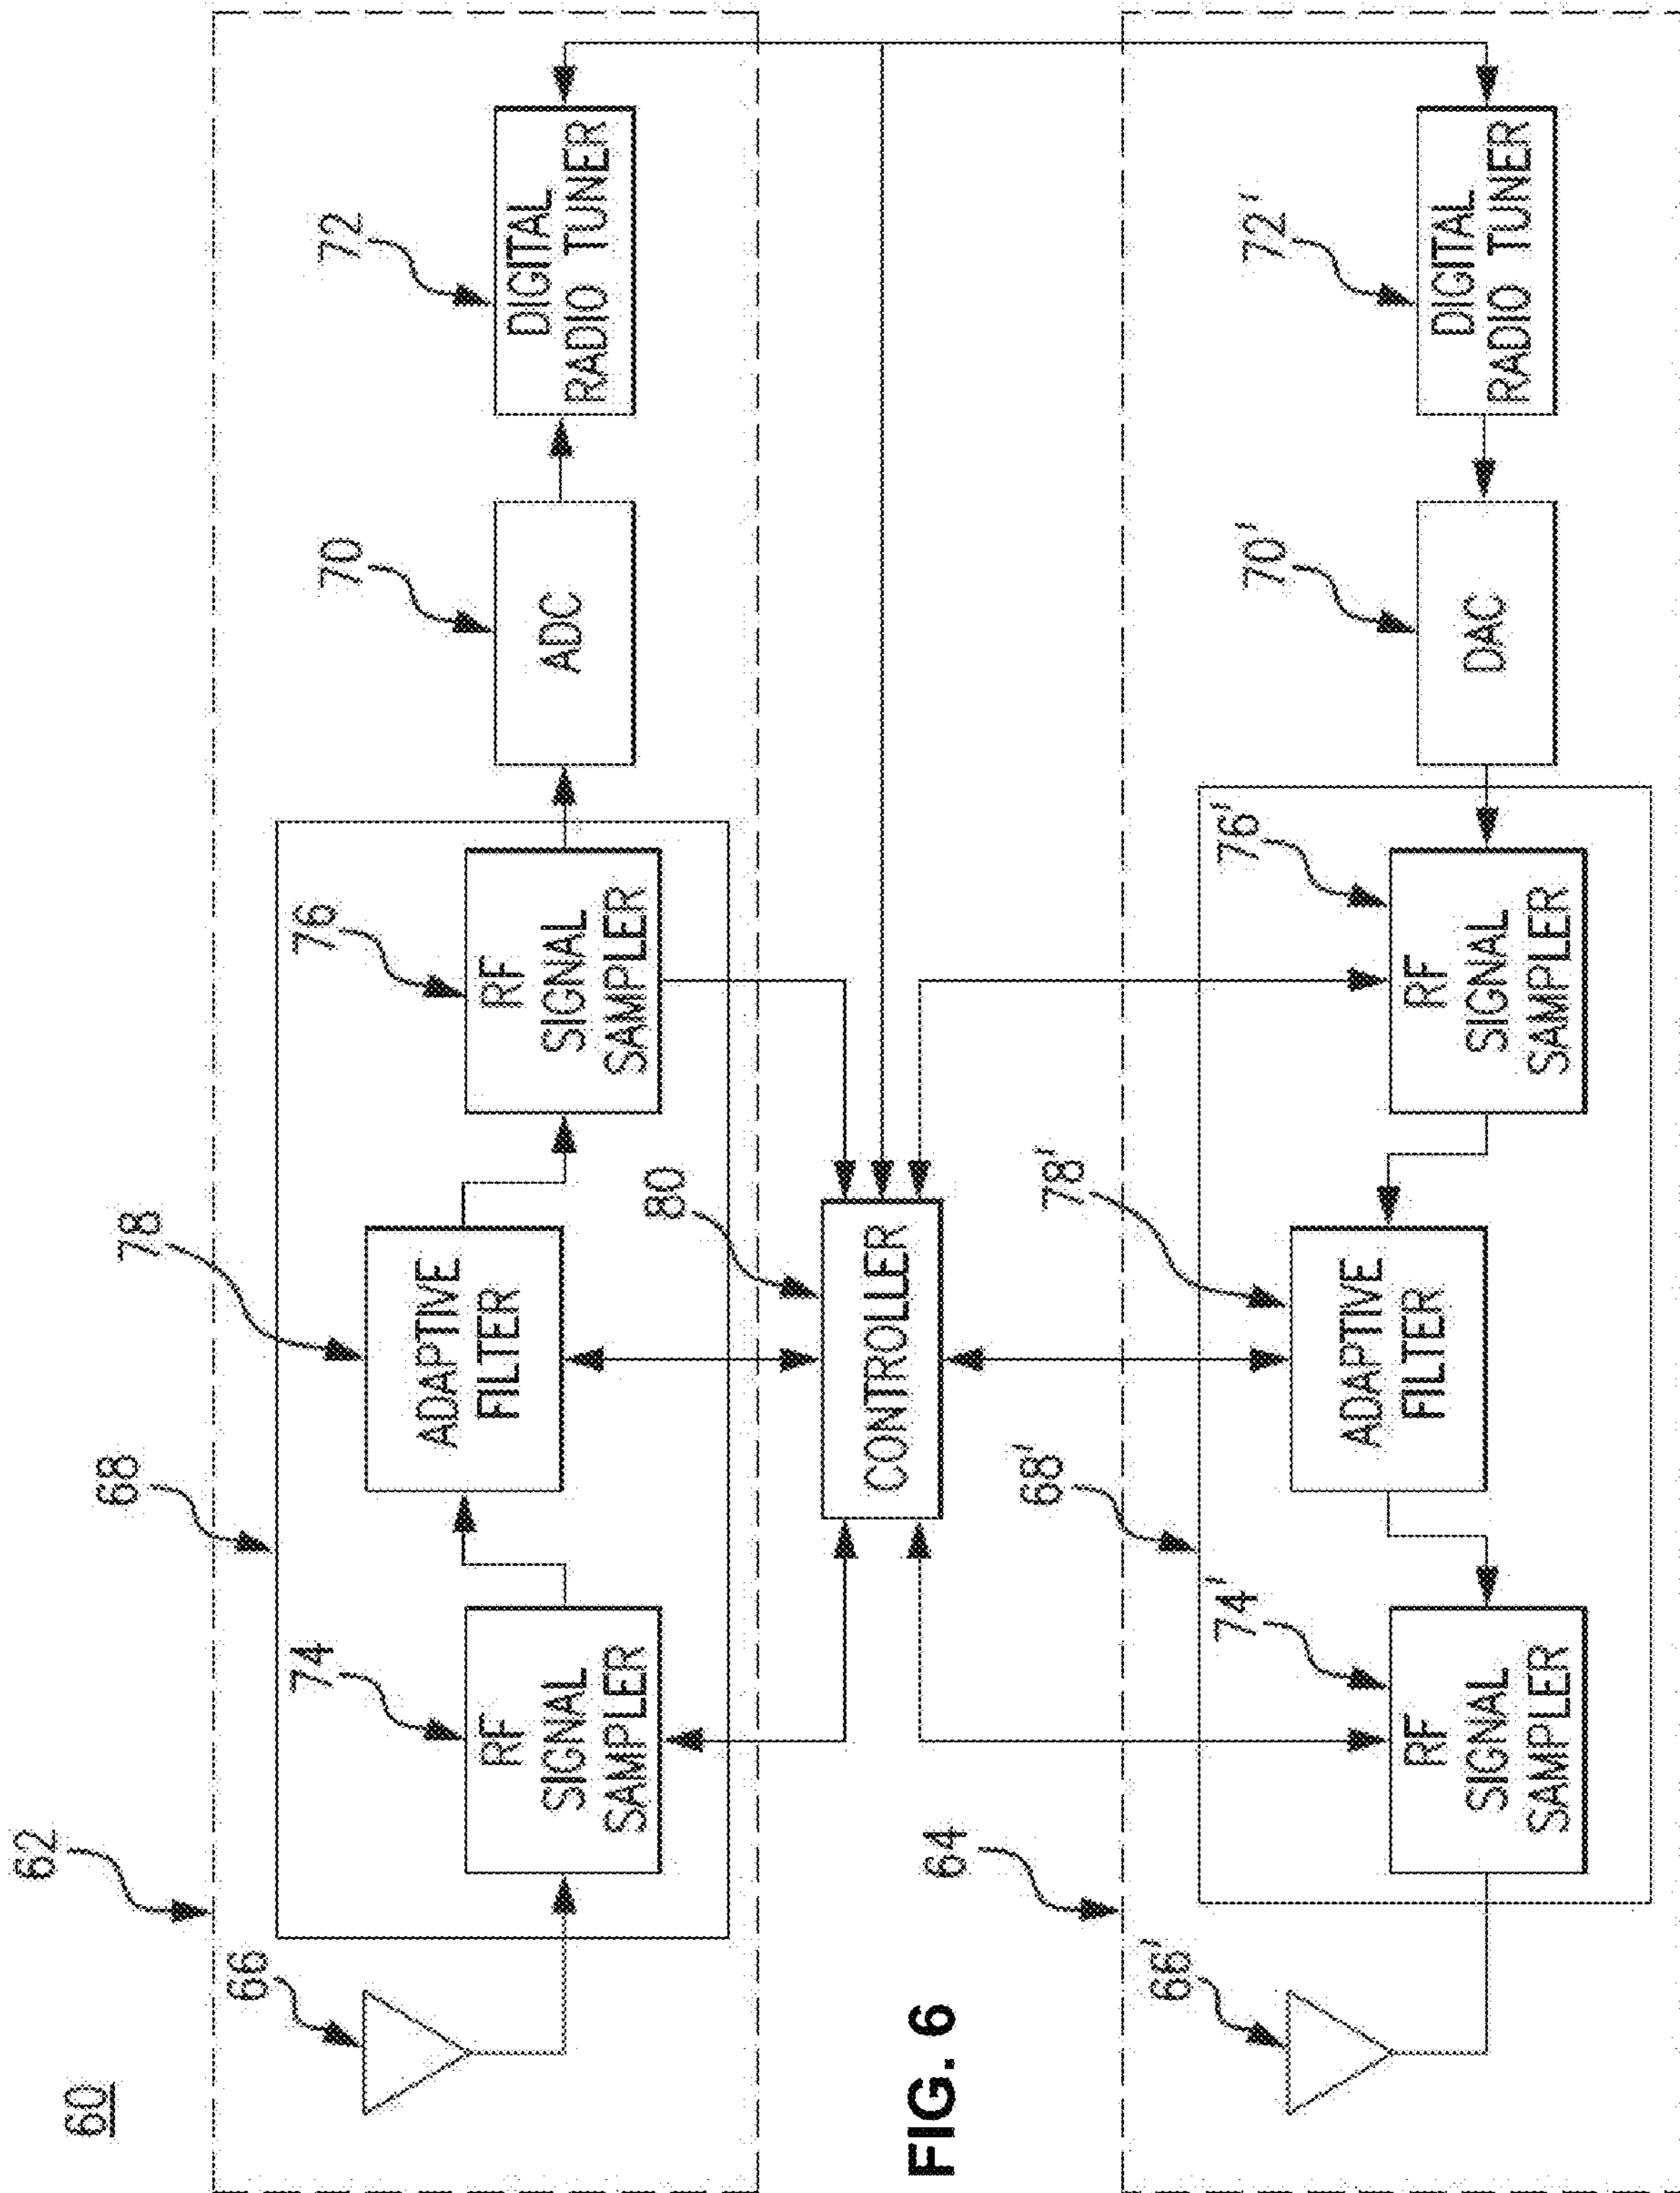 60
62
66
68
74
RF
SIGNAL
SAMPLER
78
ADAPTIVE
FILTER
76
RF
SIGNAL
SAMPLER
70
ADC
72
DIGITAL
RADIO TUNER
80
CONTROLLER
FIG. 6
64
66'
68'
74'
RF
SIGNAL
SAMPLER
78'
ADAPTIVE
FILTER
76'
RF
SIGNAL
SAMPLER
70'
DAC
72'
DIGITAL
RADIO TUNER